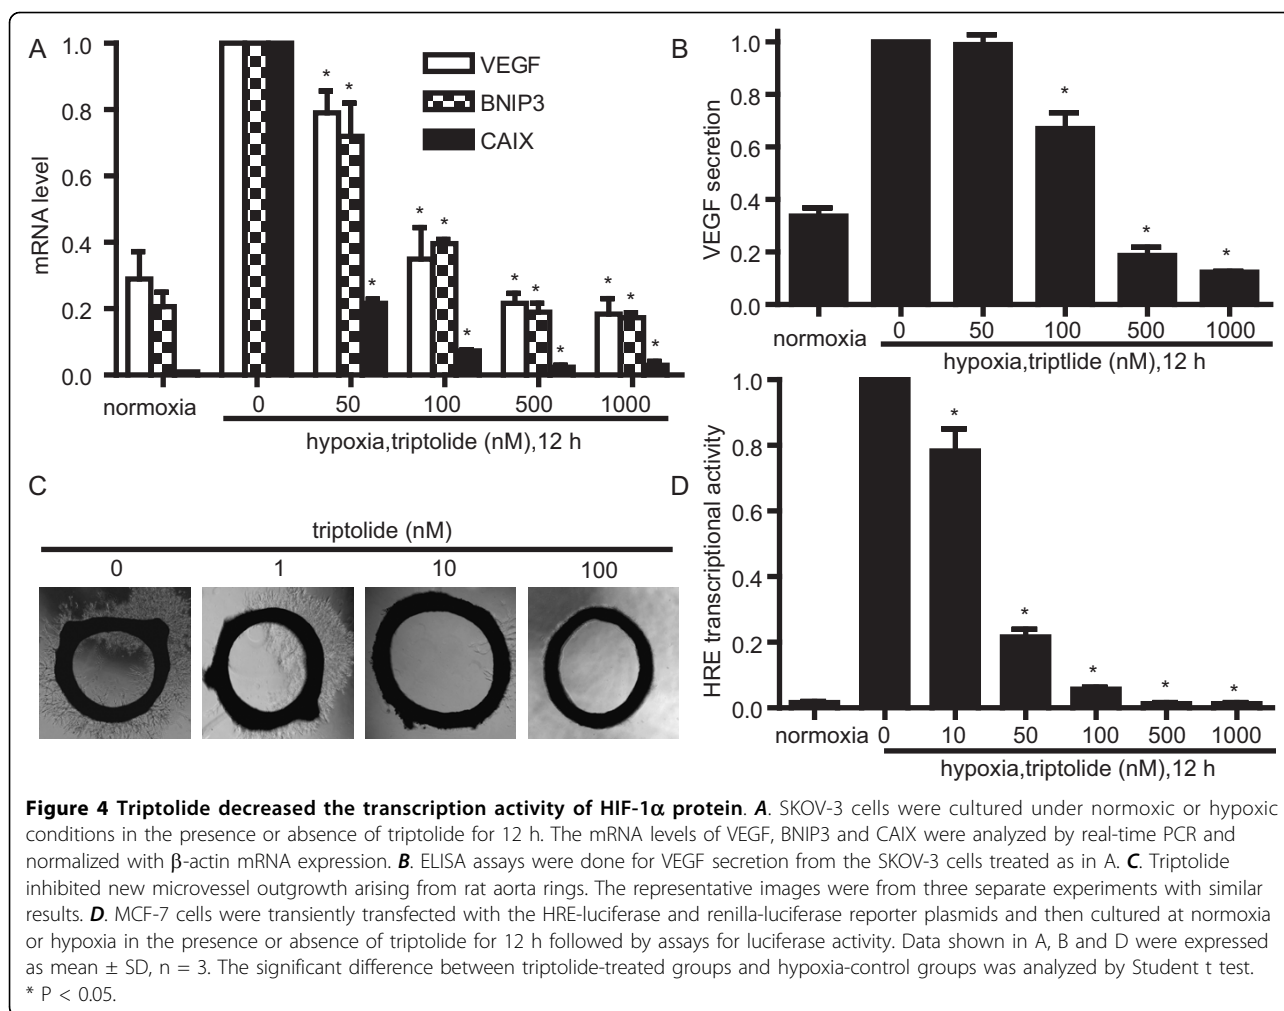 A
1.0
0.8
0.6
0.4
0.2
0.0
mRNA level
VEGF
BNIP3
CAIX
* * * * * * * * * * * *
normoxia 0 50 100 500 1000
hypoxia,triptolide (nM),12 h
B
1.0
0.8
0.6
0.4
0.2
0.0
VEGF secretion
* * *
normoxia 0 50 100 500 1000
hypoxia,triptlide (nM),12 h
C
triptolide (nM)
0 1 10 100
D
1.0
0.8
0.6
0.4
0.2
0.0
HRE transcriptional activity
* * * * *
normoxia 0 10 50 100 500 1000
hypoxia,triptolide (nM),12 h
Figure 4 Triptolide decreased the transcription activity of HIF-1α protein. A. SKOV-3 cells were cultured under normoxic or hypoxic
conditions in the presence or absence of triptolide for 12 h. The mRNA levels of VEGF, BNIP3 and CAIX were analyzed by real-time PCR and
normalized with β-actin mRNA expression. B. ELISA assays were done for VEGF secretion from the SKOV-3 cells treated as in A. C. Triptolide
inhibited new microvessel outgrowth arising from rat aorta rings. The representative images were from three separate experiments with similar
results. D. MCF-7 cells were transiently transfected with the HRE-luciferase and renilla-luciferase reporter plasmids and then cultured at normoxia
or hypoxia in the presence or absence of triptolide for 12 h followed by assays for luciferase activity. Data shown in A, B and D were expressed
as mean ± SD, n = 3. The significant difference between triptolide-treated groups and hypoxia-control groups was analyzed by Student t test.
* P < 0.05.